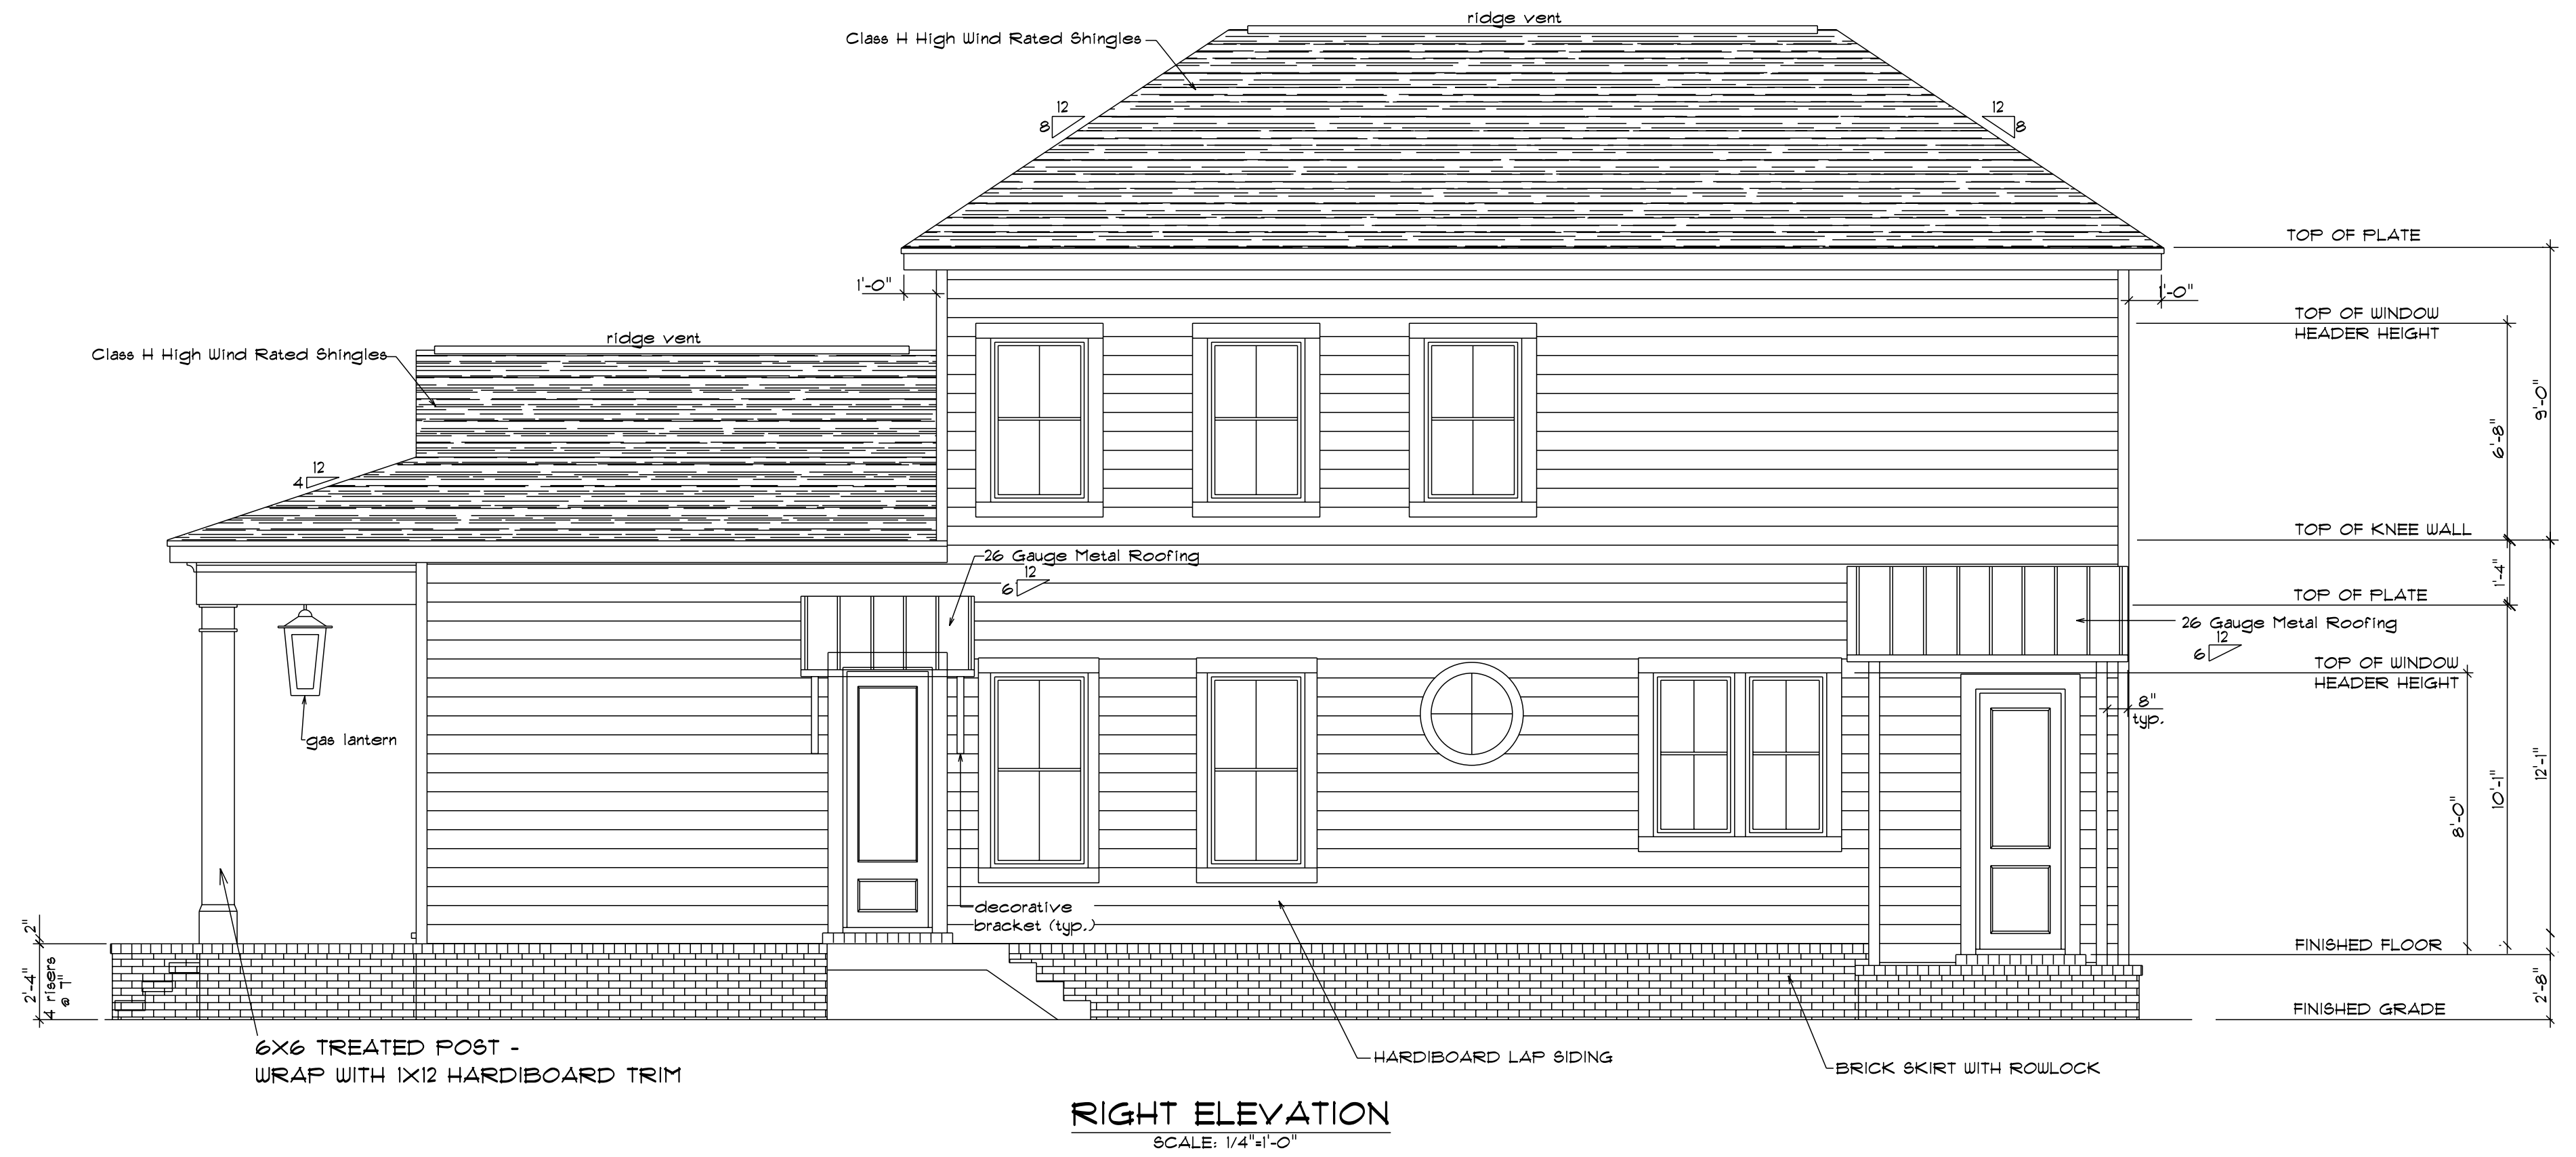 ridge vent
Class H High Wind Rated Shingles
12
8
12
8
TOP OF PLATE
1'-0"
1'-0"
TOP OF WINDOW
HEADER HEIGHT
ridge vent
Class H High Wind Rated Shingles
9'-0"
6'-8"
12
4
TOP OF KNEE WALL
26 Gauge Metal Roofing
12
6
1'-4"
TOP OF PLATE
26 Gauge Metal Roofing
12
6
TOP OF WINDOW
HEADER HEIGHT
8"
typ.
gas lantern
12'-1"
10'-1"
8'-0"
decorative
bracket (typ.)
2"
FINISHED FLOOR
2'-4"
4 risers
@ 7"
2'-8"
FINISHED GRADE
6X6 TREATED POST -
WRAP WITH 1X12 HARDIBOARD TRIM
HARDIBOARD LAP SIDING
BRICK SKIRT WITH ROWLOCK
RIGHT ELEVATION
SCALE: 1/4"=1'-0"